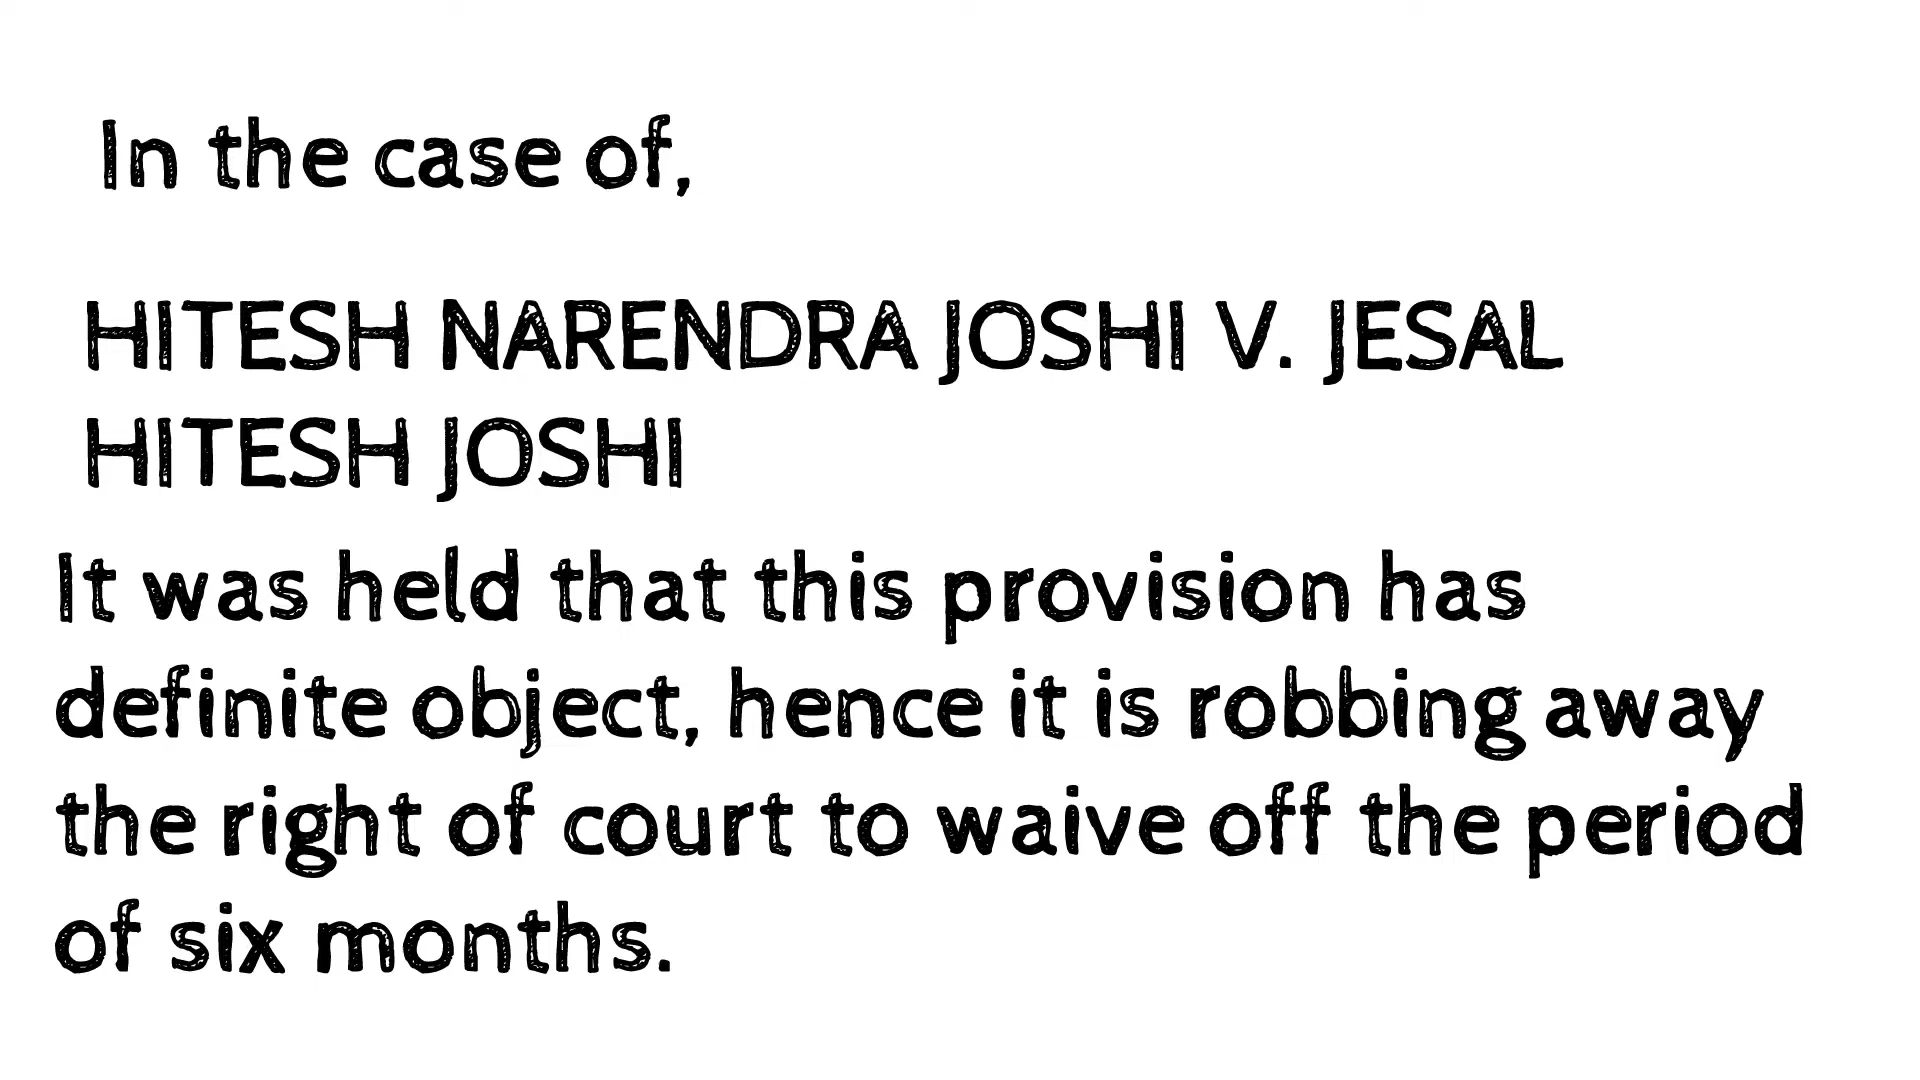 In the case of,
HITESH NARENDRA JOSHI V. JESAL
HITESH JOSHI
It was held that this provision has
definite object, hence it is robbing away
the right of court to waive off the period
of six months.